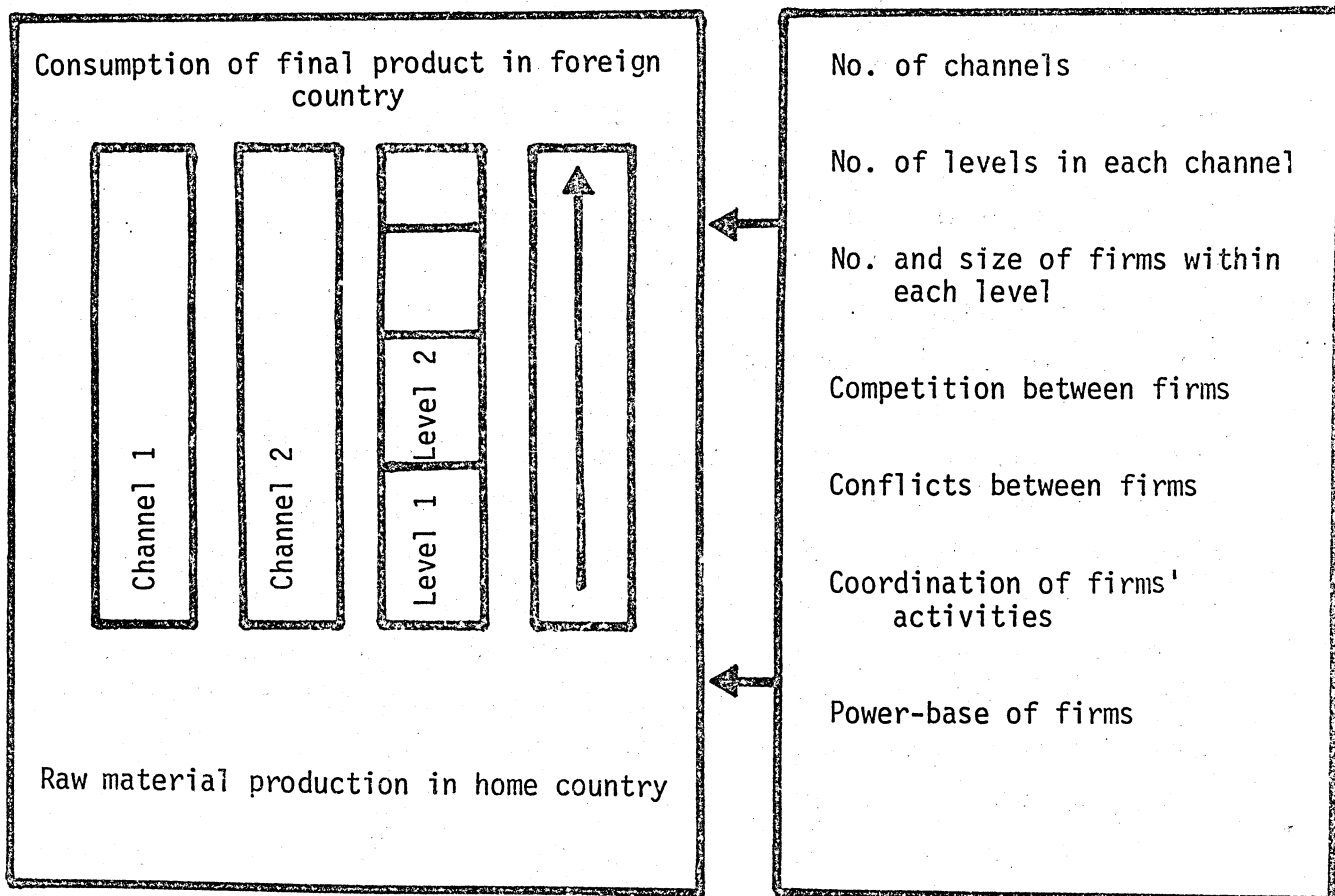 Consumption of final product in foreign
country
Channel 1
Channel 2
Level 1
Level 2
Raw material production in home country
No. of channels
No. of levels in each channel
No. and size of firms within
each level
Competition between firms
Conflicts between firms
Coordination of firms'
activities
Power-base of firms